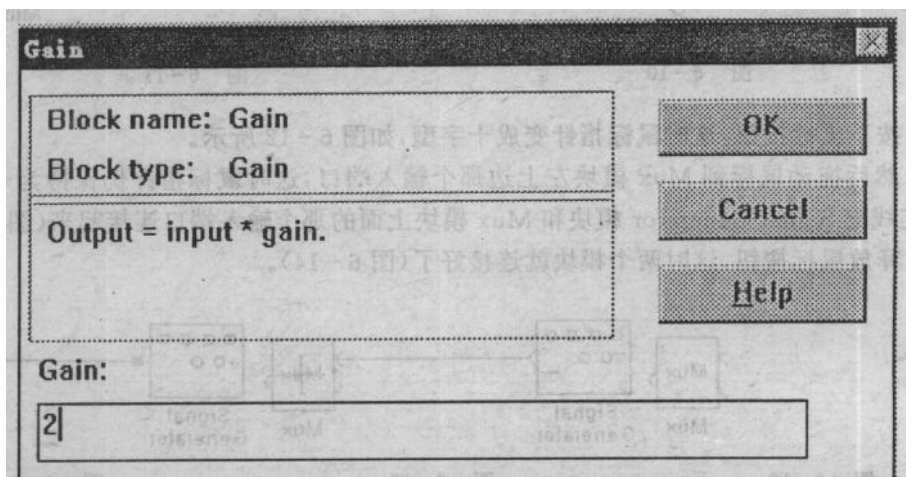 Gain
Block name: Gain
Block type: Gain
Output = input * gain.
OK
Cancel
Help
Gain:
2